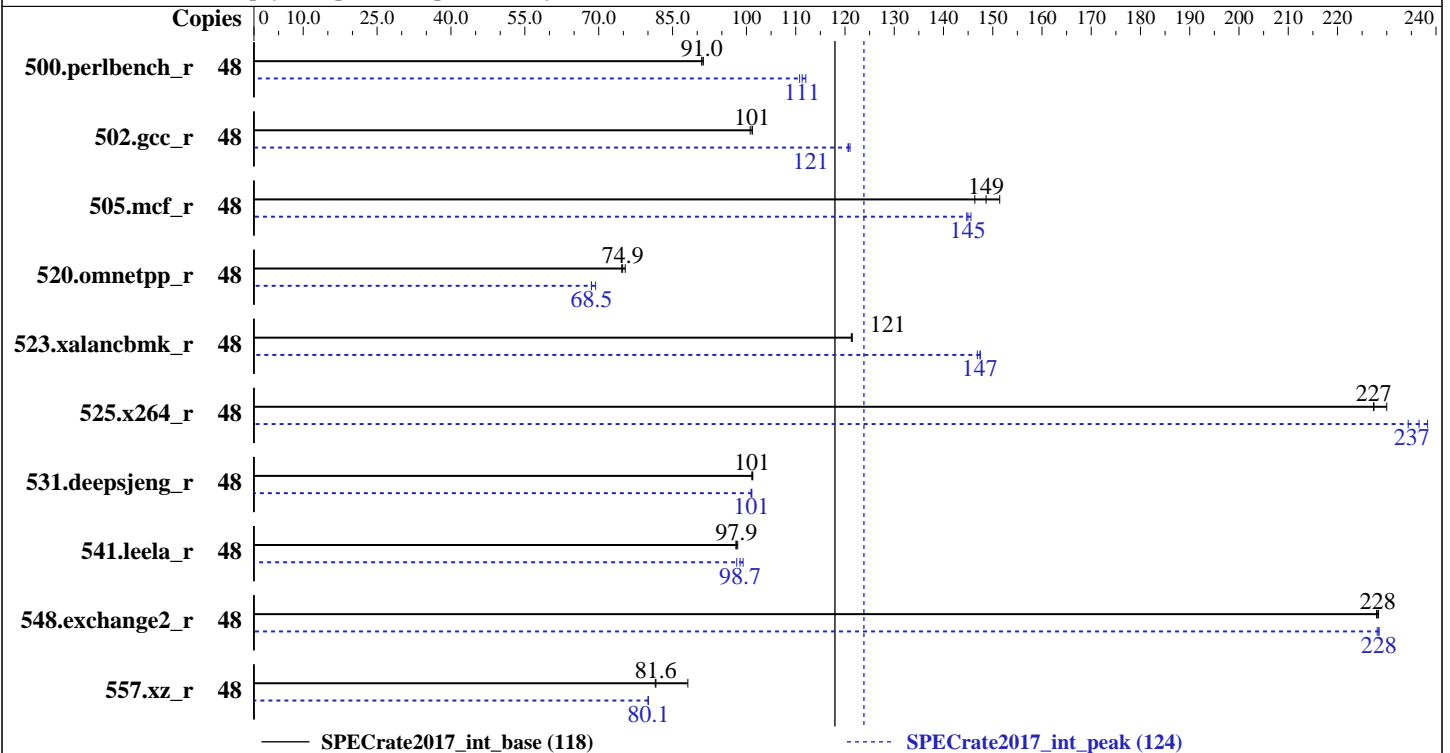 Copies 0 10.0 25.0 40.0 55.0 70.0 85.0 100 110 120 130 140 150 160 170 180 190 200 210 220 240
500.perlbench_r 48 91.0
111
502.gcc_r 48 101
121
505.mcf_r 48 149
145
520.omnetpp_r 48 74.9
68.5
523.xalancbmk_r 48 121
147
525.x264_r 48 227
237
531.deepsjeng_r 48 101
101
541.leela_r 48 97.9
98.7
548.exchange2_r 48 228
228
557.xz_r 48 81.6
80.1
SPECrate2017_int_base (118) SPECrate2017_int_peak (124)